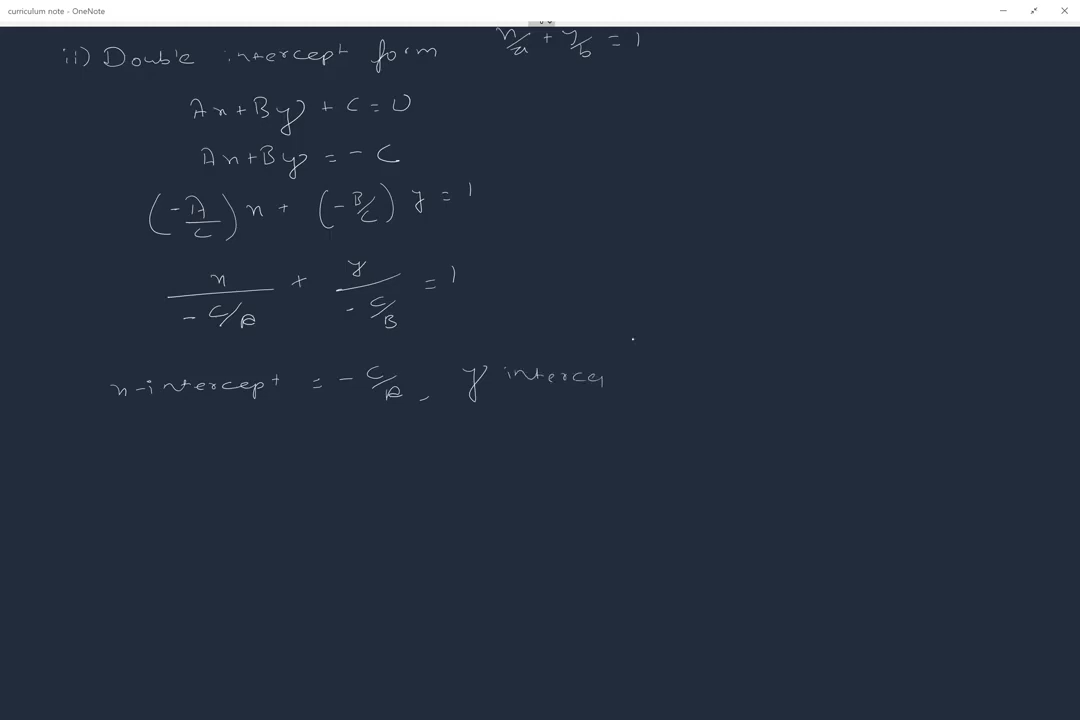 curriculum note - OneNote
ii) Double intercept form x/a + y/b = 1
Ax + By + C = 0
Ax + By = - C
(-A/C) x + (-B/C) y = 1
x/(- C/A) + y/(- C/B) = 1
x-intercept = - C/A , y interce